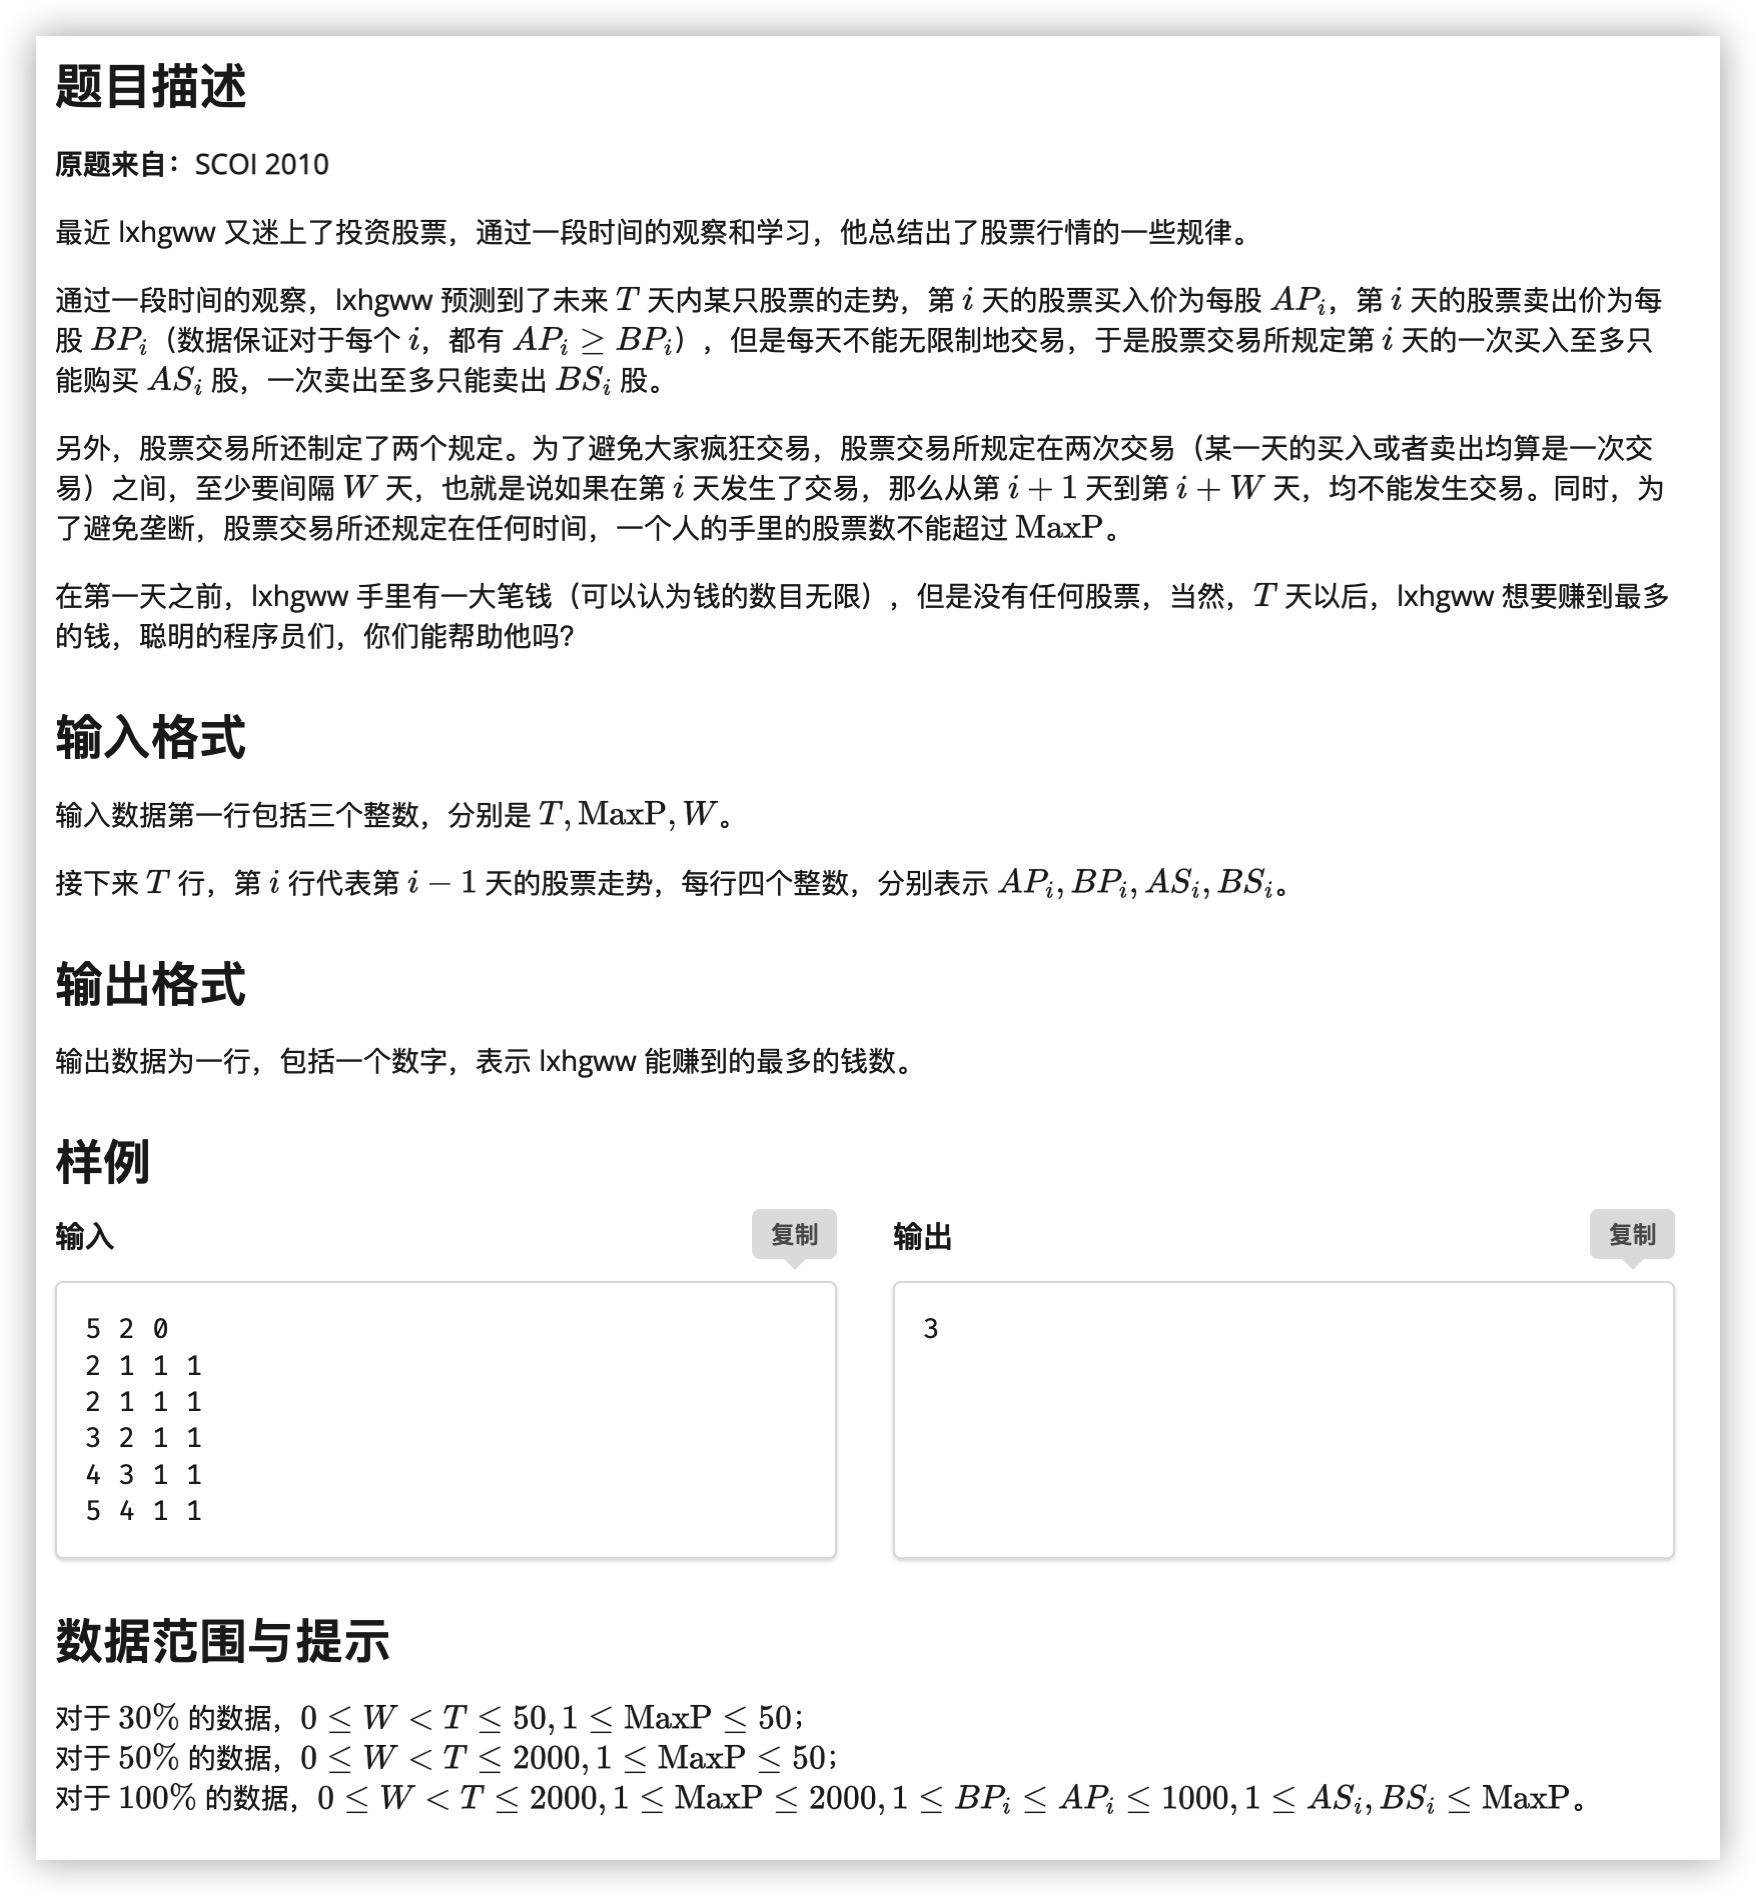 题目描述
原题来自：SCOI 2010
最近 lxhgww 又迷上了投资股票，通过一段时间的观察和学习，他总结出了股票行情的一些规律。
通过一段时间的观察，lxhgww 预测到了未来 T 天内某只股票的走势，第 i 天的股票买入价为每股 AP_i，第 i 天的股票卖出价为每
股 BP_i（数据保证对于每个 i，都有 AP_i ≥ BP_i），但是每天不能无限制地交易，于是股票交易所规定第 i 天的一次买入至多只
能购买 AS_i 股，一次卖出至多只能卖出 BS_i 股。
另外，股票交易所还制定了两个规定。为了避免大家疯狂交易，股票交易所规定在两次交易（某一天的买入或者卖出均算是一次交
易）之间，至少要间隔 W 天，也就是说如果在第 i 天发生了交易，那么从第 i + 1 天到第 i + W 天，均不能发生交易。同时，为
了避免垄断，股票交易所还规定在任何时间，一个人的手里的股票数不能超过 MaxP。
在第一天之前，lxhgww 手里有一大笔钱（可以认为钱的数目无限），但是没有任何股票，当然，T 天以后，lxhgww 想要赚到最多
的钱，聪明的程序员们，你们能帮助他吗?
输入格式
输入数据第一行包括三个整数，分别是 T, MaxP, W。
接下来 T 行，第 i 行代表第 i − 1 天的股票走势，每行四个整数，分别表示 AP_i, BP_i, AS_i, BS_i。
输出格式
输出数据为一行，包括一个数字，表示 lxhgww 能赚到的最多的钱数。
样例
输入
复制
5 2 0
2 1 1 1
2 1 1 1
3 2 1 1
4 3 1 1
5 4 1 1
输出
复制
3
数据范围与提示
对于 30% 的数据，0 ≤ W < T ≤ 50, 1 ≤ MaxP ≤ 50；
对于 50% 的数据，0 ≤ W < T ≤ 2000, 1 ≤ MaxP ≤ 50；
对于 100% 的数据，0 ≤ W < T ≤ 2000, 1 ≤ MaxP ≤ 2000, 1 ≤ BP_i ≤ AP_i ≤ 1000, 1 ≤ AS_i, BS_i ≤ MaxP。